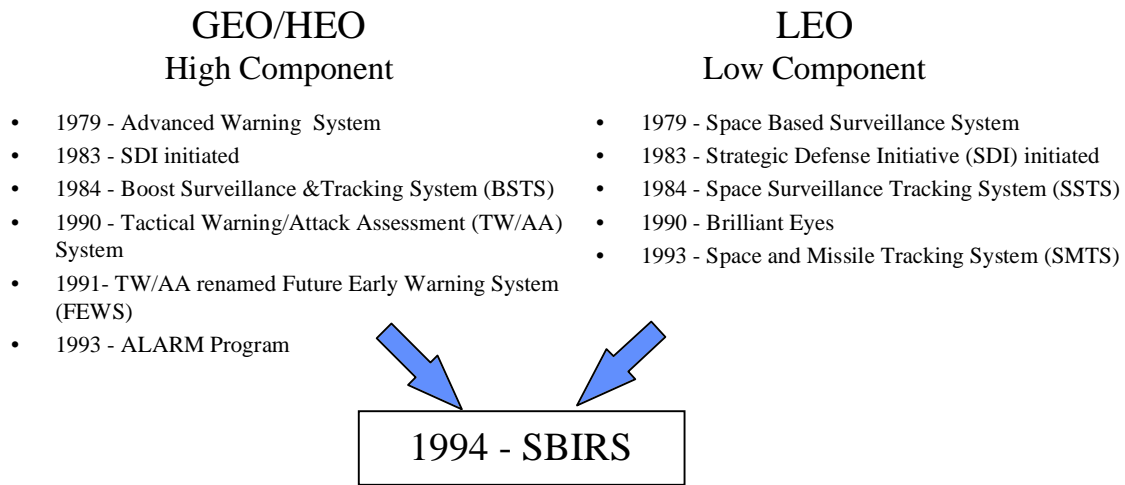 GEO/HEO
High Component
• 1979 - Advanced Warning System
• 1983 - SDI initiated
• 1984 - Boost Surveillance &Tracking System (BSTS)
• 1990 - Tactical Warning/Attack Assessment (TW/AA)
System
• 1991- TW/AA renamed Future Early Warning System
(FEWS)
• 1993 - ALARM Program
LEO
Low Component
• 1979 - Space Based Surveillance System
• 1983 - Strategic Defense Initiative (SDI) initiated
• 1984 - Space Surveillance Tracking System (SSTS)
• 1990 - Brilliant Eyes
• 1993 - Space and Missile Tracking System (SMTS)
1994 - SBIRS